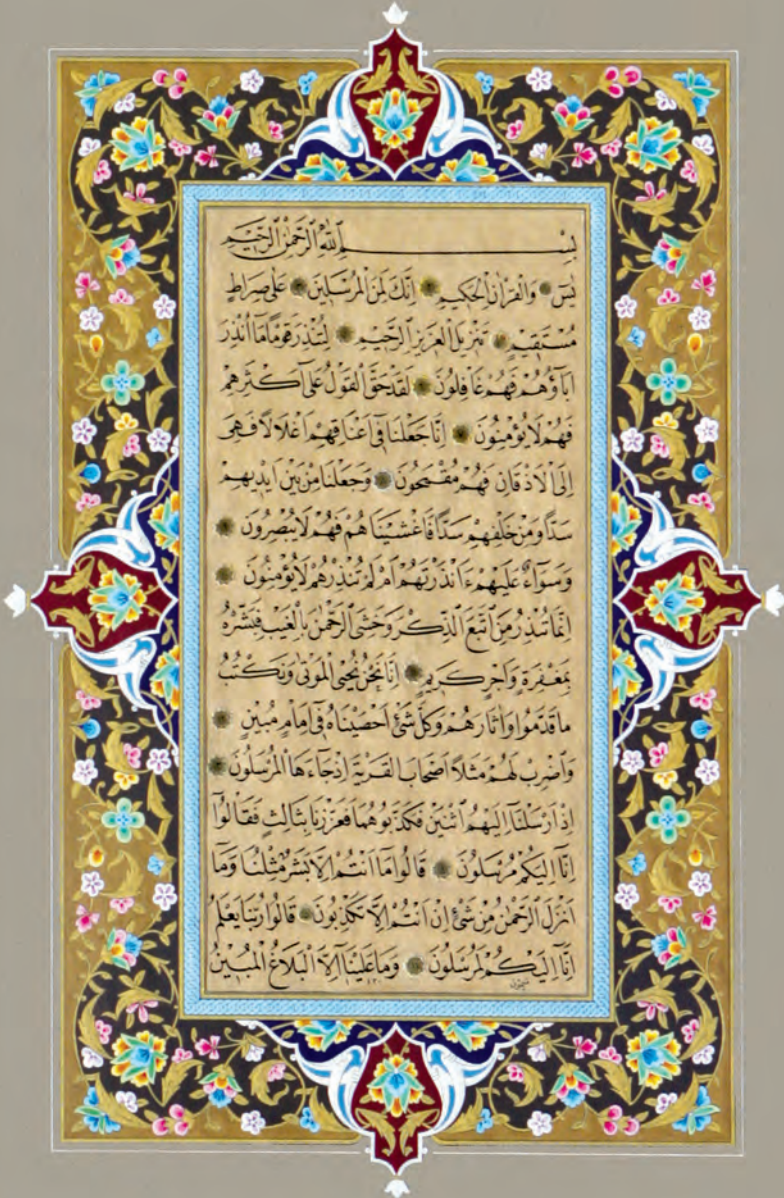 بِسْمِ اللّٰهِ الرَّحْمٰنِ الرَّحِيمِ
يٰسٓ وَالْقُرْاٰنِ الْحَكِيمِ اِنَّكَ لَمِنَ الْمُرْسَلِينَ عَلٰى صِرَاطٍ
مُسْتَقِيمٍ تَنْزِيلَ الْعَزِيزِ الرَّحِيمِ لِتُنْذِرَ قَوْمًا مَا اُنْذِرَ
اٰبَاؤُهُمْ فَهُمْ غَافِلُونَ لَقَدْ حَقَّ الْقَوْلُ عَلٰٓى اَكْثَرِهِمْ
فَهُمْ لَا يُؤْمِنُونَ اِنَّا جَعَلْنَا فِٓى اَعْنَاقِهِمْ اَغْلَالًا فَهِىَ
اِلَى الْاَذْقَانِ فَهُمْ مُقْمَحُونَ وَجَعَلْنَا مِنْ بَيْنِ اَيْدِيهِمْ
سَدًّا وَمِنْ خَلْفِهِمْ سَدًّا فَاَغْشَيْنَاهُمْ فَهُمْ لَا يُبْصِرُونَ
وَسَوَٓاءٌ عَلَيْهِمْ ءَاَنْذَرْتَهُمْ اَمْ لَمْ تُنْذِرْهُمْ لَا يُؤْمِنُونَ
اِنَّمَا تُنْذِرُ مَنِ اتَّبَعَ الذِّكْرَ وَخَشِىَ الرَّحْمٰنَ بِالْغَيْبِ فَبَشِّرْهُ
بِمَغْفِرَةٍ وَاَجْرٍ كَرِيمٍ اِنَّا نَحْنُ نُحْىِ الْمَوْتٰى وَنَكْتُبُ
مَا قَدَّمُوا وَاٰثَارَهُمْ وَكُلَّ شَىْءٍ اَحْصَيْنَاهُ فِٓى اِمَامٍ مُبِينٍ
وَاضْرِبْ لَهُمْ مَثَلًا اَصْحَابَ الْقَرْيَةِ اِذْ جَٓاءَهَا الْمُرْسَلُونَ
اِذْ اَرْسَلْنَٓا اِلَيْهِمُ اثْنَيْنِ فَكَذَّبُوهُمَا فَعَزَّزْنَا بِثَالِثٍ فَقَالُٓوا
اِنَّٓا اِلَيْكُمْ مُرْسَلُونَ قَالُوا مَٓا اَنْتُمْ اِلَّا بَشَرٌ مِثْلُنَا وَمَٓا
اَنْزَلَ الرَّحْمٰنُ مِنْ شَىْءٍ اِنْ اَنْتُمْ اِلَّا تَكْذِبُونَ قَالُوا رَبُّنَا يَعْلَمُ
اِنَّٓا اِلَيْكُمْ لَمُرْسَلُونَ وَمَا عَلَيْنَٓا اِلَّا الْبَلَاغُ الْمُبِينُ